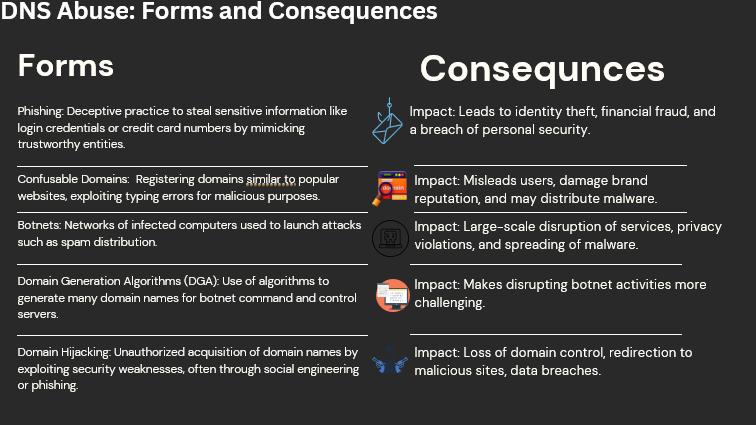 DNS Abuse: Forms and Consequences
Forms
Phishing: Deceptive practice to steal sensitive information like
login credentials or credit card numbers by mimicking
trustworthy entities.
Confusable Domains: Registering domains similar to popular
websites, exploiting typing errors for malicious purposes.
Botnets: Networks of infected computers used to launch attacks
such as spam distribution.
Domain Generation Algorithms (DGA): Use of algorithms to
generate many domain names for botnet command and control
servers.
Domain Hijacking: Unauthorized acquisition of domain names by
exploiting security weaknesses, often through social engineering
or phishing.
Consequnces
Impact: Leads to identity theft, financial fraud, and
a breach of personal security.
domain
Impact: Misleads users, damage brand
reputation, and may distribute malware.
Impact: Large-scale disruption of services, privacy
violations, and spreading of malware.
Impact: Makes disrupting botnet activities more
challenging.
Impact: Loss of domain control, redirection to
malicious sites, data breaches.